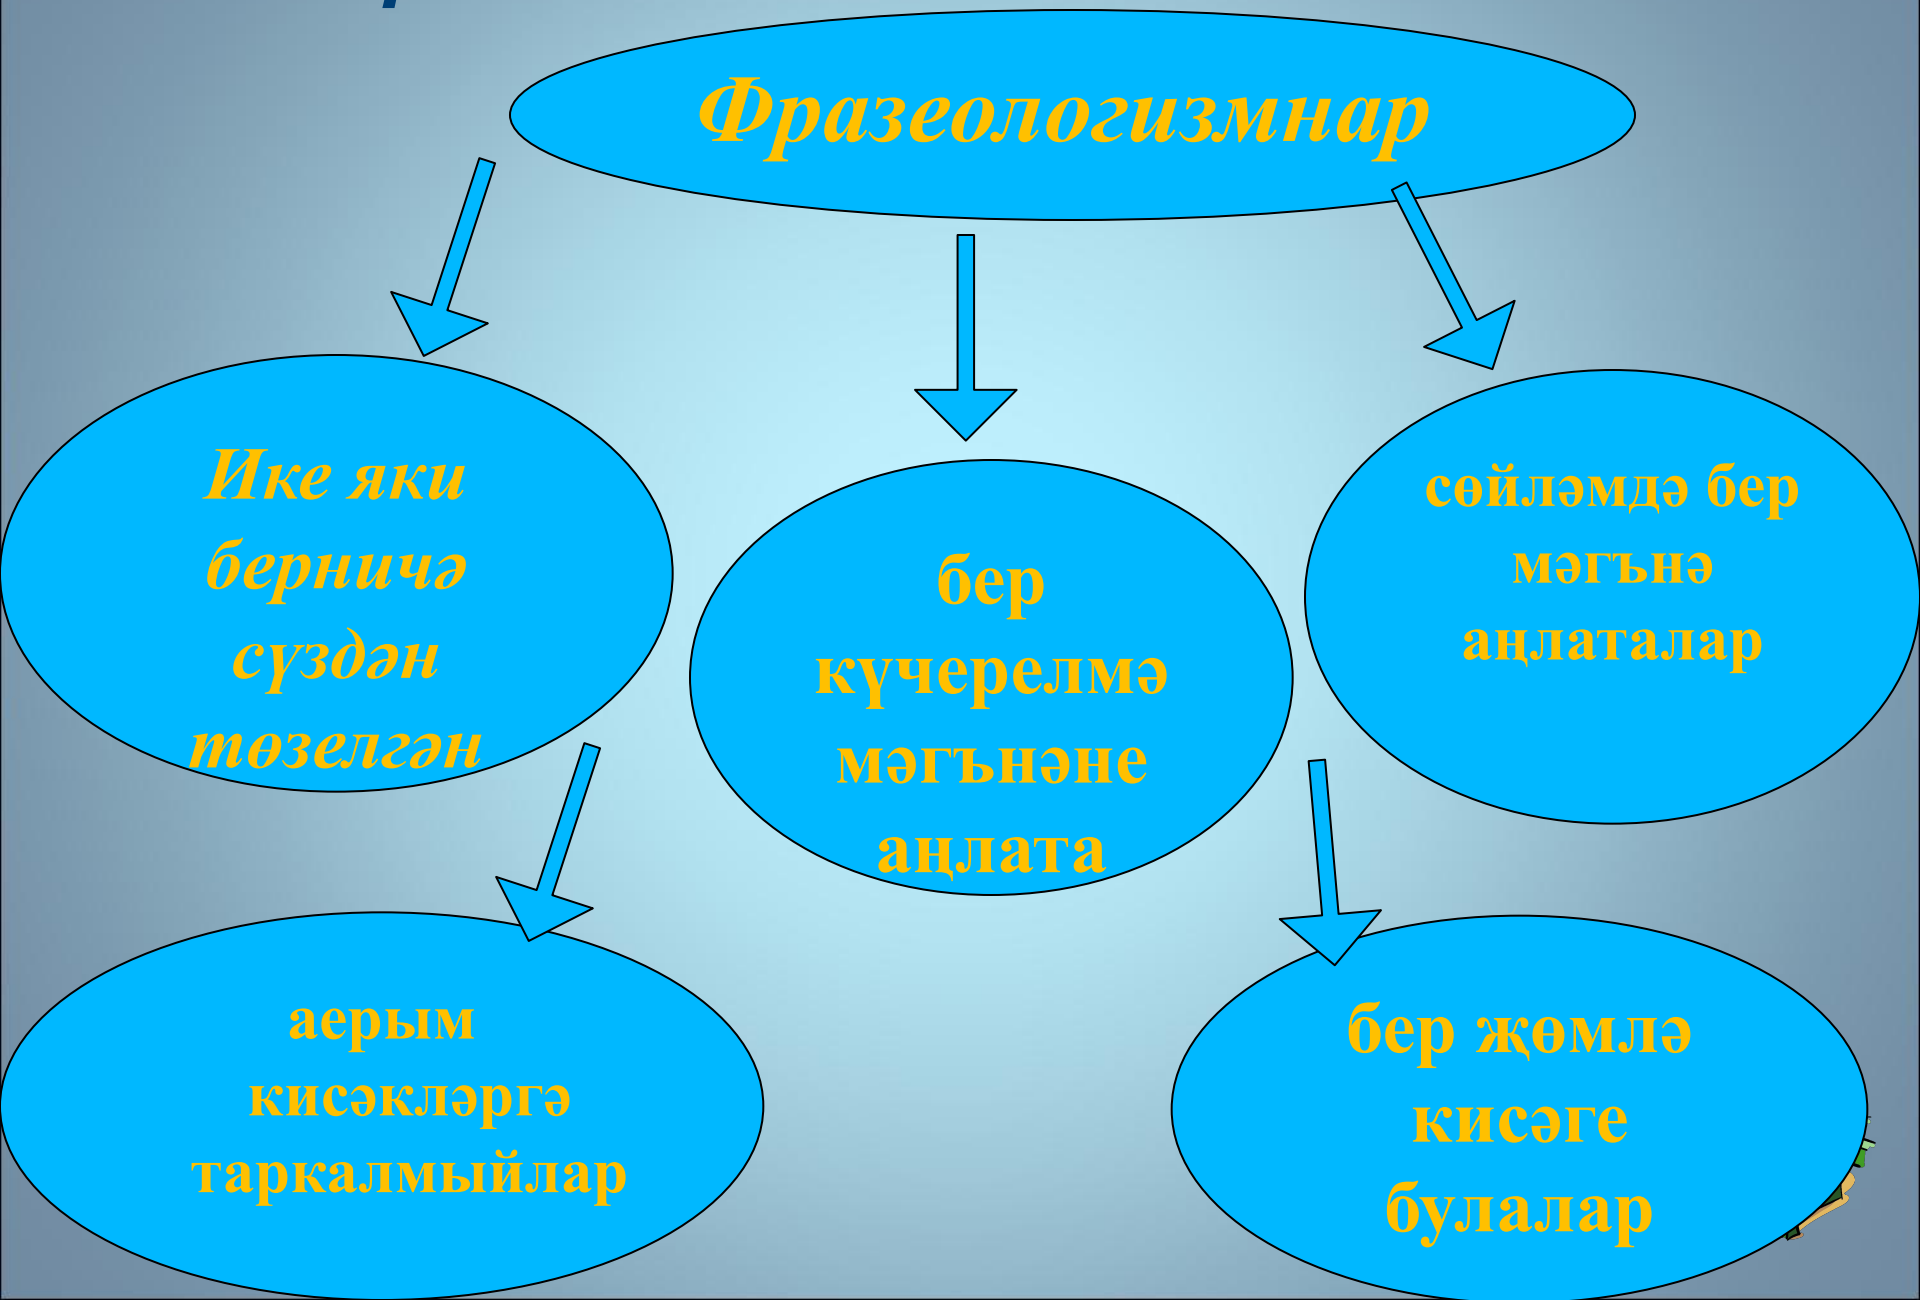 Фразеологизмнар
Ике яки
берничә
сүздән
төзелгән
бер
күчерелмә
мәгънәне
аңлата
сөйләмдә бер
мәгънә
аңлаталар
аерым
кисәкләргә
таркалмыйлар
бер җөмлә
кисәге
булалар